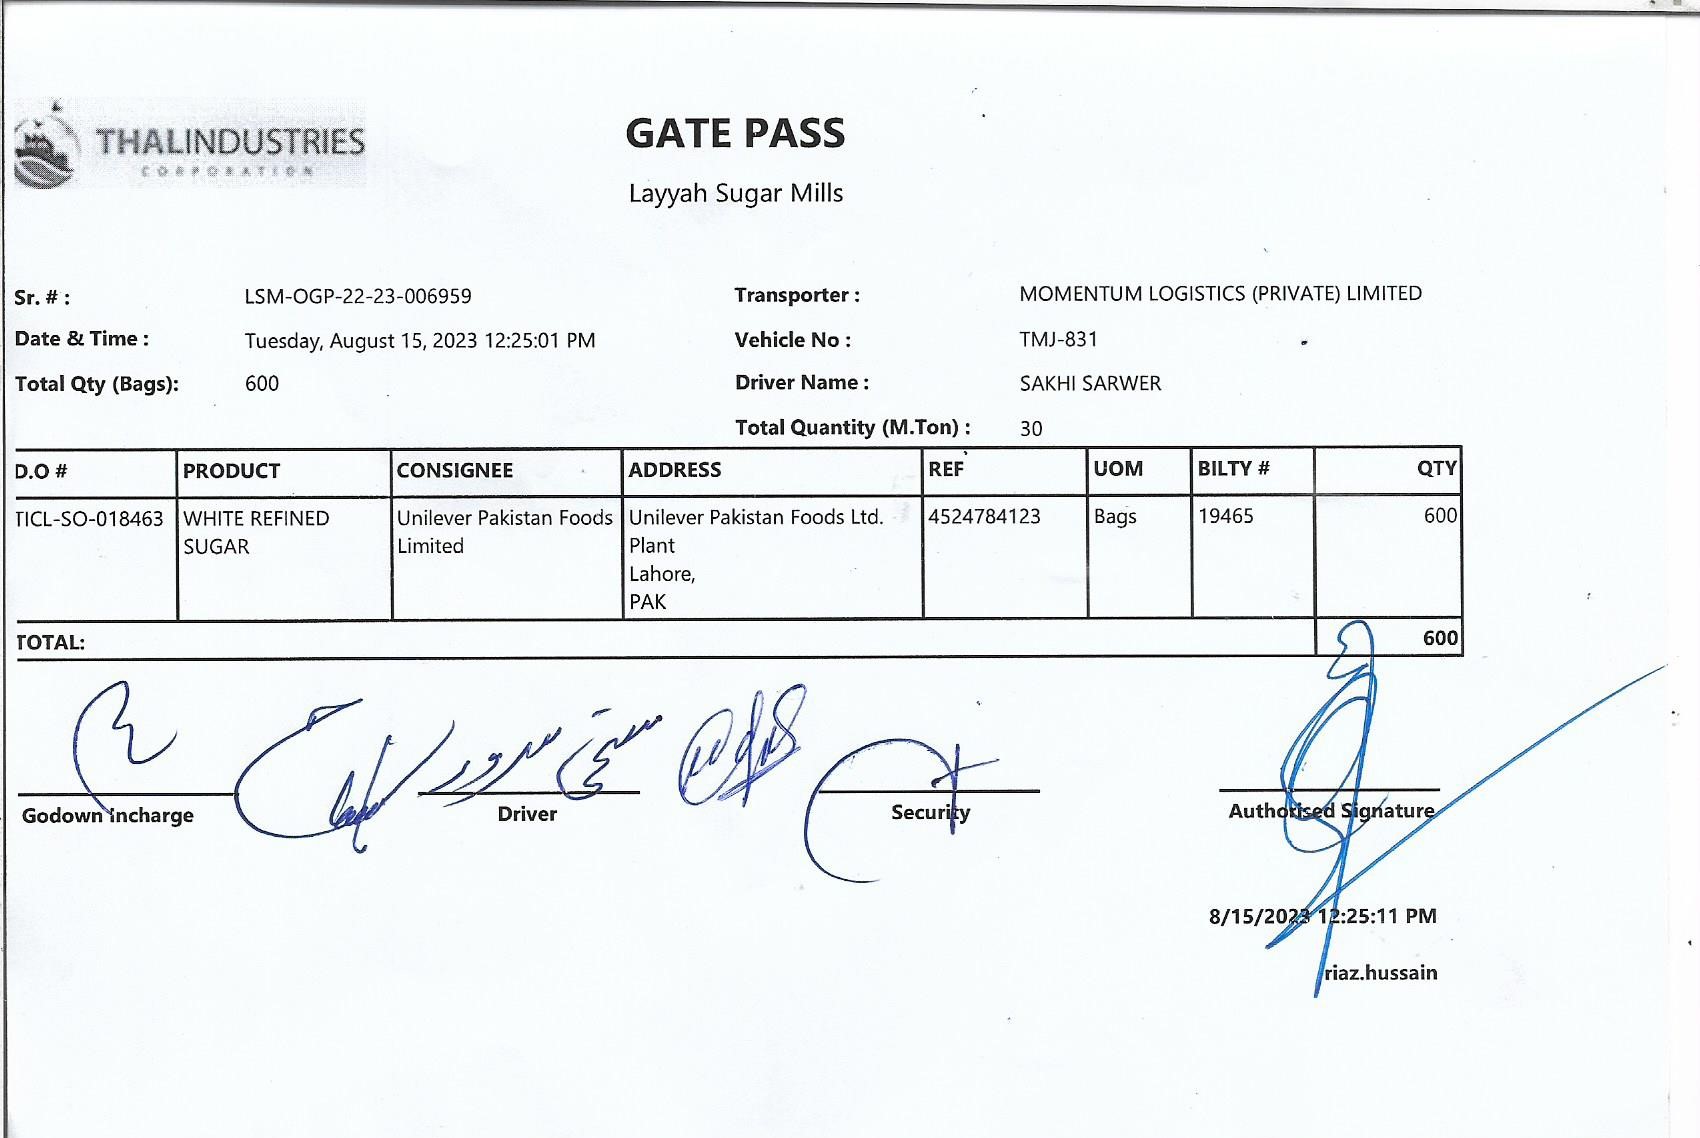 THALINDUSTRIES
CORPORATION
GATE PASS
Layyah Sugar Mills
Sr. # : LSM-OGP-22-23-006959 Transporter : MOMENTUM LOGISTICS (PRIVATE) LIMITED
Date & Time : Tuesday, August 15, 2023 12:25:01 PM Vehicle No : TMJ-831
Total Qty (Bags): 600 Driver Name : SAKHI SARWER
Total Quantity (M.Ton) : 30
D.O # PRODUCT CONSIGNEE ADDRESS REF UOM BILTY # QTY
TICL-SO-018463 WHITE REFINED Unilever Pakistan Foods Unilever Pakistan Foods Ltd. 4524784123 Bags 19465 600
SUGAR Limited Plant
Lahore,
PAK
TOTAL: 600
سخی سرور
Godown Incharge Driver Security Authorised Signature
8/15/2023 12:25:11 PM
riaz.hussain